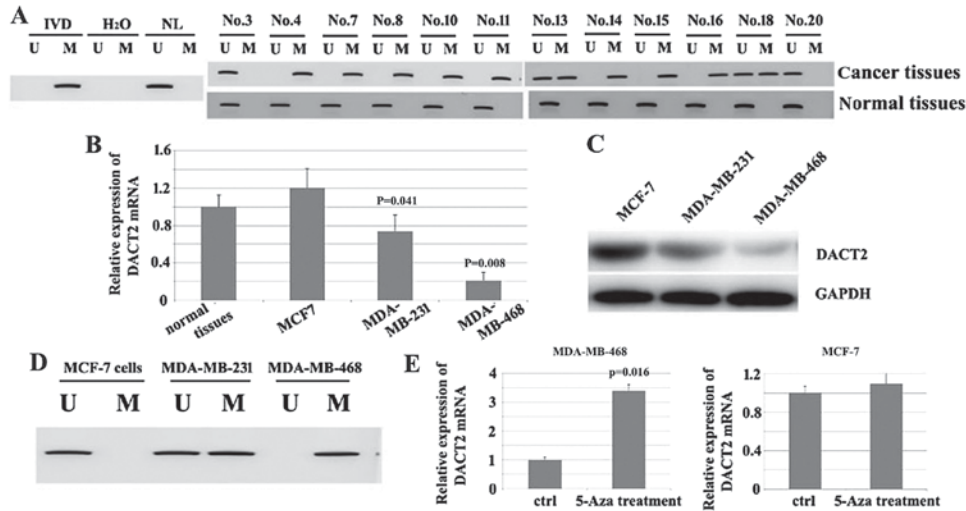 A
IVD H₂O NL
U M U M U M
No.3 No.4 No.7 No.8 No.10 No.11 No.13 No.14 No.15 No.16 No.18 No.20
U M U M U M U M U M U M U M U M U M U M U M U M
Cancer tissues
Normal tissues
B
Relative expression of
DACT2 mRNA
1.6
1.2
0.8
0.4
0
P=0.041
P=0.008
normal
tissues
MCF7
MDA-
MB-231
MDA-
MB-468
C
MCF-7
MDA-MB-231
MDA-MB-468
DACT2
GAPDH
D
MCF-7 cells MDA-MB-231 MDA-MB-468
U M U M U M
E
MDA-MB-468
Relative expression of
DACT2 mRNA
4
3
2
1
0
p=0.016
ctrl 5-Aza treatment
MCF-7
Relative expression of
DACT2 mRNA
1.2
0.8
0.4
0
ctrl 5-Aza treatment